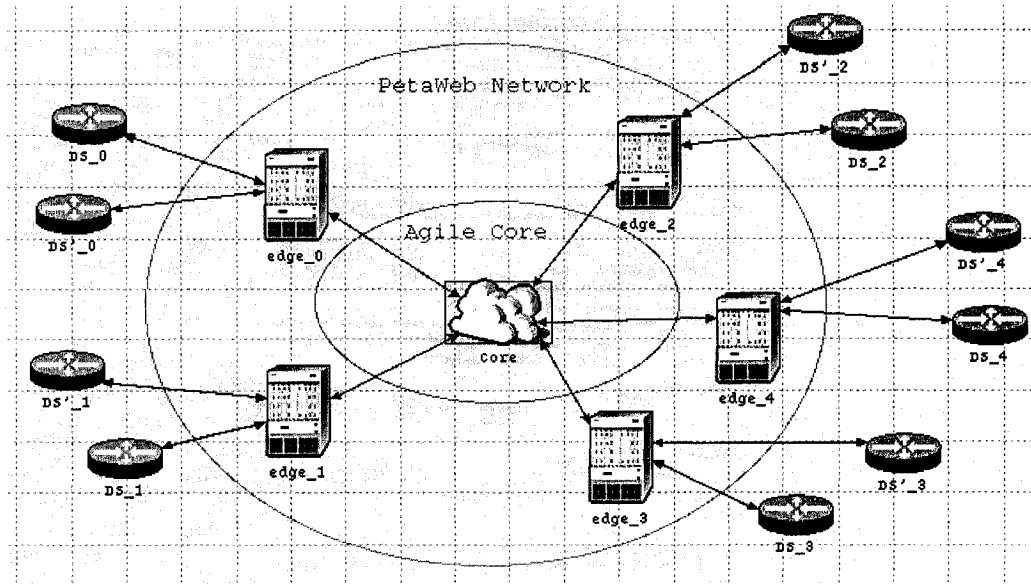 DS'_2
PetaWeb Network
DS_0
DS_2
DS'_0
edge_0
Agile Core
edge_2
DS'_4
Core
DS_4
DS'_1
edge_4
edge_1
DS_1
edge_3
DS'_3
DS_3